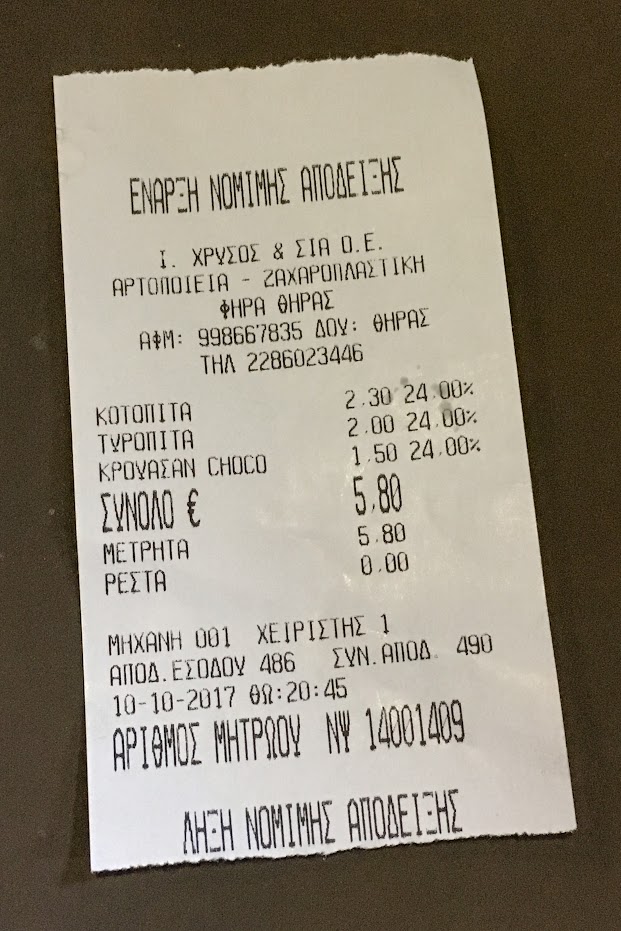 ΕΝΑΡΞΗ ΝΟΜΙΜΗΣ ΑΠΟΔΕΙΞΗΣ
Ι. ΧΡΥΣΟΣ & ΣΙΑ Ο.Ε.
ΑΡΤΟΠΟΙΕΙΑ - ΖΑΧΑΡΟΠΛΑΣΤΙΚΗ
ΦΗΡΑ ΘΗΡΑΣ
ΑΦΜ: 998667835 ΔΟΥ: ΘΗΡΑΣ
ΤΗΛ 2286023446
ΚΟΤΟΠΙΤΑ 2.30 24.00%
ΤΥΡΟΠΙΤΑ 2.00 24.00%
ΚΡΟΥΑΣΑΝ CHOCO 1.50 24.00%
ΣΥΝΟΛΟ € 5,80
ΜΕΤΡΗΤΑ 5.80
ΡΕΣΤΑ 0.00
ΜΗΧΑΝΗ 001 ΧΕΙΡΙΣΤΗΣ 1
ΑΠΟΔ.ΕΣΟΔΟΥ 486 ΣΥΝ.ΑΠΟΔ. 490
10-10-2017 ΘΩ:20:45
ΑΡΙΘΜΟΣ ΜΗΤΡΩΟΥ ΝΨ 14001409
ΛΗΞΗ ΝΟΜΙΜΗΣ ΑΠΟΔΕΙΞΗΣ